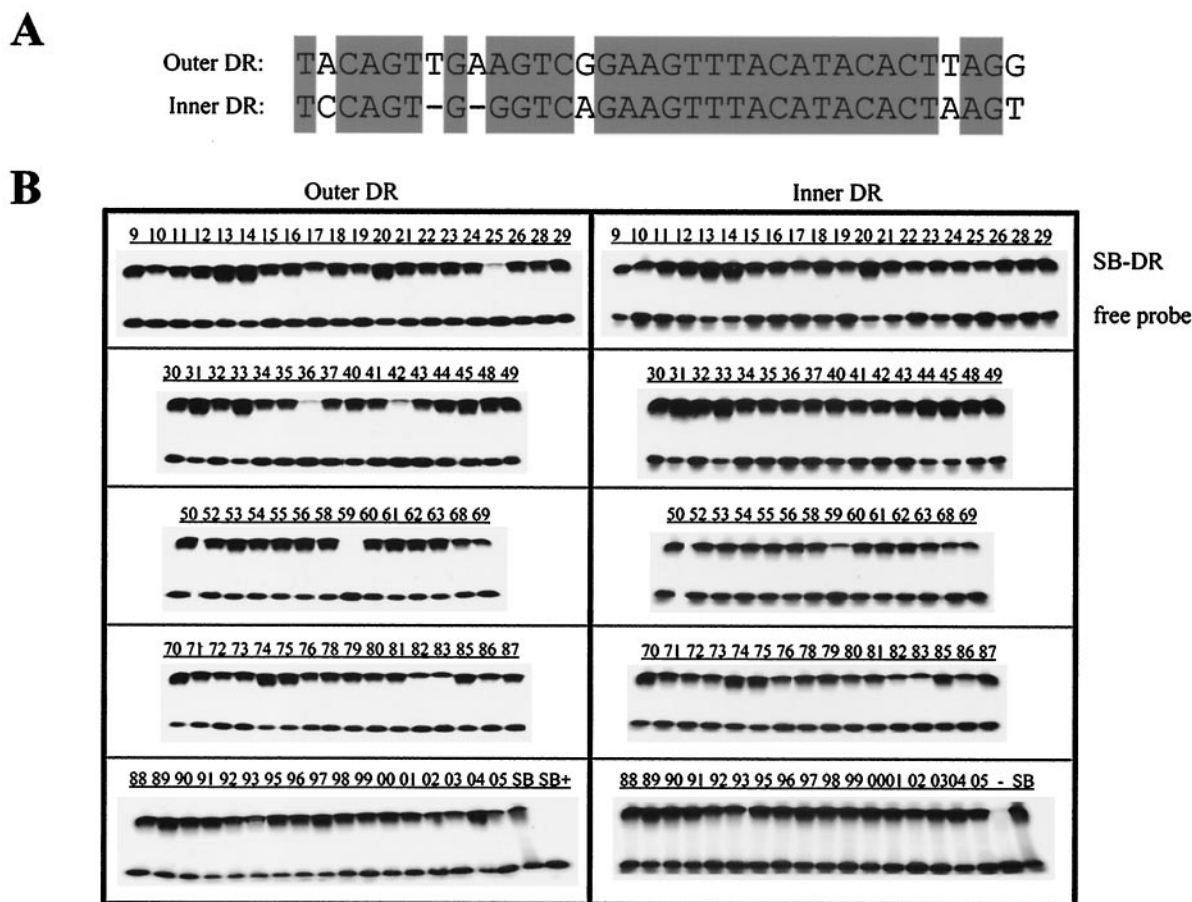 A
Outer DR: TACAGTTGAAGTCGGAAGTTTACATACACTTAGG
Inner DR: TCCAGT-G-GGTCAGAAGTTTACATACACTAAGT
B
Outer DR Inner DR
9 10 11 12 13 14 15 16 17 18 19 20 21 22 23 24 25 26 28 29
9 10 11 12 13 14 15 16 17 18 19 20 21 22 23 24 25 26 28 29
SB-DR
free probe
30 31 32 33 34 35 36 37 40 41 42 43 44 45 48 49
30 31 32 33 34 35 36 37 40 41 42 43 44 45 48 49
50 52 53 54 55 56 58 59 60 61 62 63 68 69
50 52 53 54 55 56 58 59 60 61 62 63 68 69
70 71 72 73 74 75 76 78 79 80 81 82 83 85 86 87
70 71 72 73 74 75 76 78 79 80 81 82 83 85 86 87
88 89 90 91 92 93 95 96 97 98 99 00 01 02 03 04 05 SB SB+
88 89 90 91 92 93 95 96 97 98 99 0001 02 0304 05 - SB